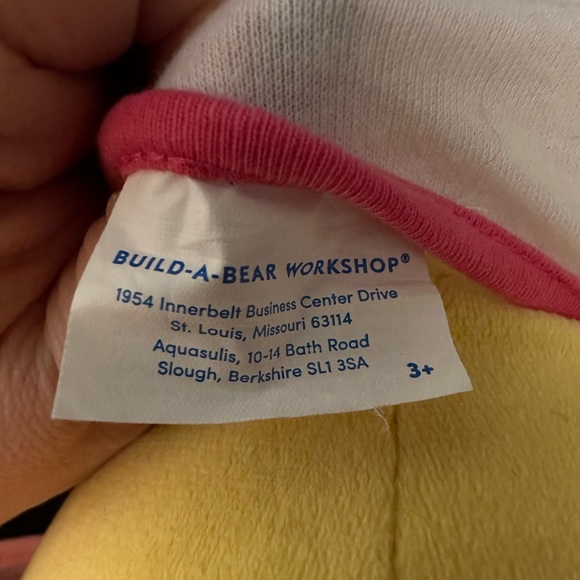 BUILD-A-BEAR WORKSHOP®
1954 Innerbelt Business Center Drive
St. Louis, Missouri 63114
Aquasulis, 10-14 Bath Road
Slough, Berkshire SL1 3SA
3+